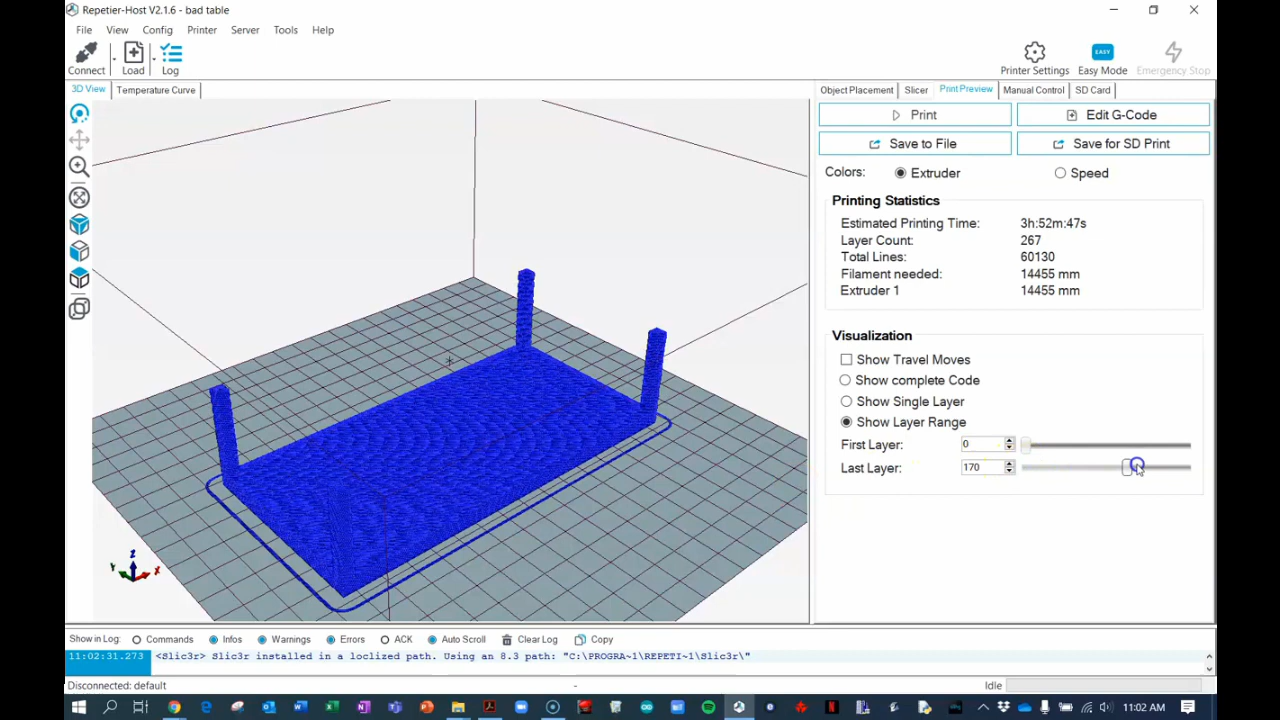 Repetier-Host V2.1.6 - bad table
File View Config Printer Server Tools Help
Connect Load Log Printer Settings Easy Mode Emergency Stop
EASY
3D View Temperature Curve Object Placement Slicer Print Preview Manual Control SD Card
Print Edit G-Code
Save to File Save for SD Print
Colors: Extruder Speed
Printing Statistics
Estimated Printing Time: 3h:52m:47s
Layer Count: 267
Total Lines: 60130
Filament needed: 14455 mm
Extruder 1 14455 mm
Visualization
Show Travel Moves
Show complete Code
Show Single Layer
Show Layer Range
First Layer: 0
Last Layer: 170
Z
Y X
Show in Log: Commands Infos Warnings Errors ACK Auto Scroll Clear Log Copy
11:02:31.273 <Slic3r> Slic3r installed in a loclized path. Using an 8.3 path: "C:\PROGRA~1\REPETI~1\Slic3r\"
Disconnected: default - Idle
11:02 AM